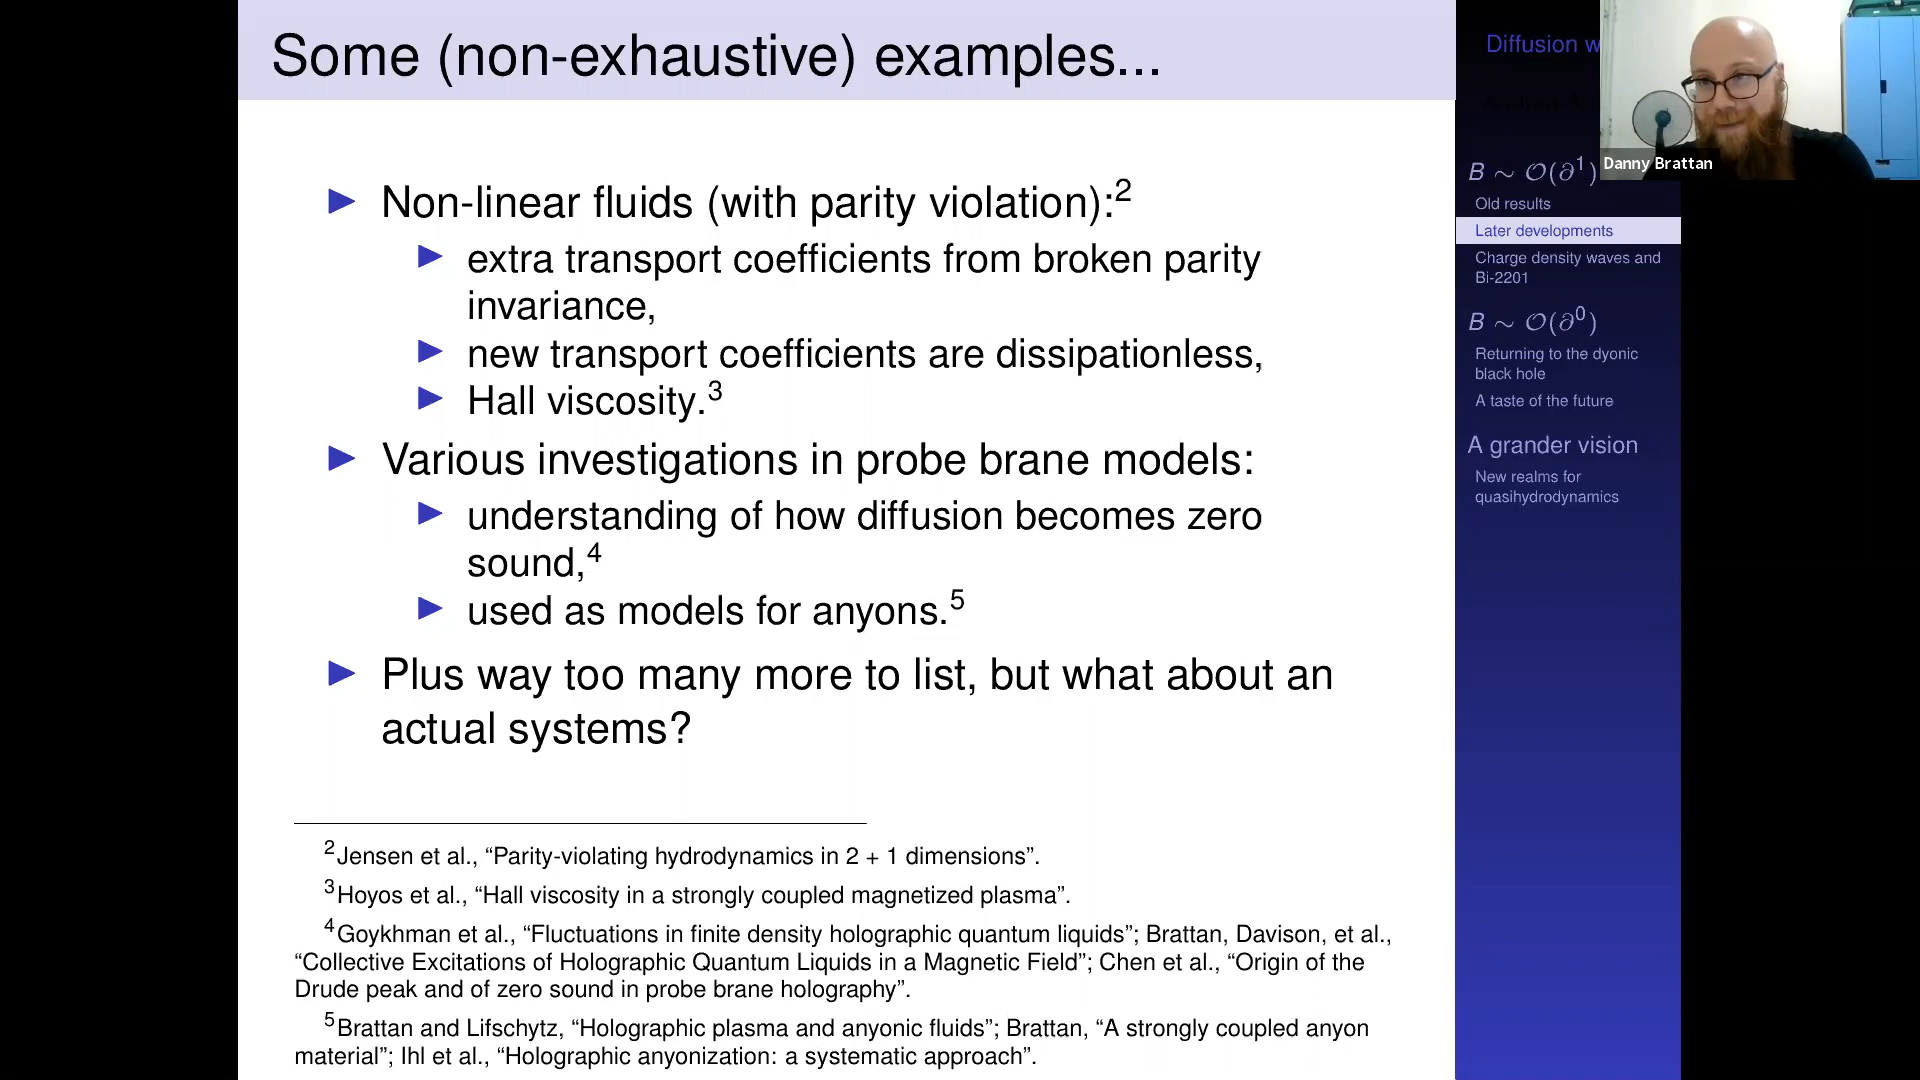 Some (non-exhaustive) examples...
Non-linear fluids (with parity violation):²
extra transport coefficients from broken parity
invariance,
new transport coefficients are dissipationless,
Hall viscosity.³
Various investigations in probe brane models:
understanding of how diffusion becomes zero
sound,⁴
used as models for anyons.⁵
Plus way too many more to list, but what about an
actual systems?
²Jensen et al., “Parity-violating hydrodynamics in 2 + 1 dimensions”.
³Hoyos et al., “Hall viscosity in a strongly coupled magnetized plasma”.
⁴Goykhman et al., “Fluctuations in finite density holographic quantum liquids”; Brattan, Davison, et al.,
“Collective Excitations of Holographic Quantum Liquids in a Magnetic Field”; Chen et al., “Origin of the
Drude peak and of zero sound in probe brane holography”.
⁵Brattan and Lifschytz, “Holographic plasma and anyonic fluids”; Brattan, “A strongly coupled anyon
material”; Ihl et al., “Holographic anyonization: a systematic approach”.
Diffusion
Danny Brattan
B ∼ O(∂¹)
Old results
Later developments
Charge density waves and
Bi-2201
B ∼ O(∂⁰)
Returning to the dyonic
black hole
A taste of the future
A grander vision
New realms for
quasihydrodynamics